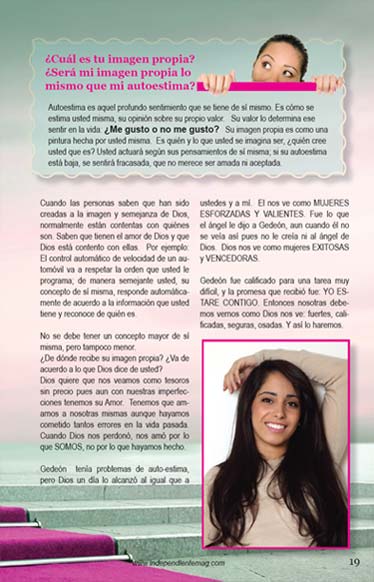 ¿Cuál es tu imagen propia?
¿Será mi imagen propia lo
mismo que mi autoestima?
Autoestima es aquel profundo sentimiento que se tiene de sí mismo. Es cómo se
estima usted misma, su opinión sobre su propio valor. Su valor lo determina ese
sentir en la vida. ¿Me gusto o no me gusto? Su imagen propia es como una
pintura hecha por usted misma. Es quién y lo que usted se imagina ser, ¿quién cree
usted que es? Usted actuará según sus pensamientos de sí misma; si su autoestima
está baja, se sentirá fracasada, que no merece ser amada ni aceptada.
Cuando las personas saben que han sido
creadas a la imagen y semejanza de Dios,
normalmente están contentas con quiénes
son. Saben que tienen el amor de Dios y que
Dios está contento con ellas. Por ejemplo:
El control automático de velocidad de un au-
tomóvil va a respetar la orden que usted le
programe; de manera semejante usted, su
concepto de sí misma, responde automática-
mente de acuerdo a la información que usted
tiene y reconoce de quién es.
No se debe tener un concepto mayor de sí
misma, pero tampoco menor.
¿De dónde recibe su imagen propia? ¿Va de
acuerdo a lo que Dios dice de usted?
Dios quiere que nos veamos como tesoros
sin precio pues aun con nuestras imperfec-
ciones tenemos su Amor. Tenemos que am-
arnos a nosotras mismas aunque hayamos
cometido tantos errores en la vida pasada.
Cuando Dios nos perdonó, nos amó por lo
que SOMOS, no por lo que hayamos hecho.
Gedeón tenía problemas de auto-estima,
pero Dios un día lo alcanzó al igual que a
ustedes y a mí. El nos ve como MUJERES
ESFORZADAS Y VALIENTES. Fue lo que
el ángel le dijo a Gedeón, aun cuando él no
se veía así pues no le creía ni al ángel de
Dios. Dios nos ve como mujeres EXITOSAS
y VENCEDORAS.
Gedeón fue calificado para una tarea muy
difícil, y la promesa que recibió fue: YO ES-
TARE CONTIGO. Entonces nosotras debe-
mos vernos como Dios nos ve: fuertes, cali-
ficadas, seguras, osadas. Y así lo haremos.
www.independientemag.com
19